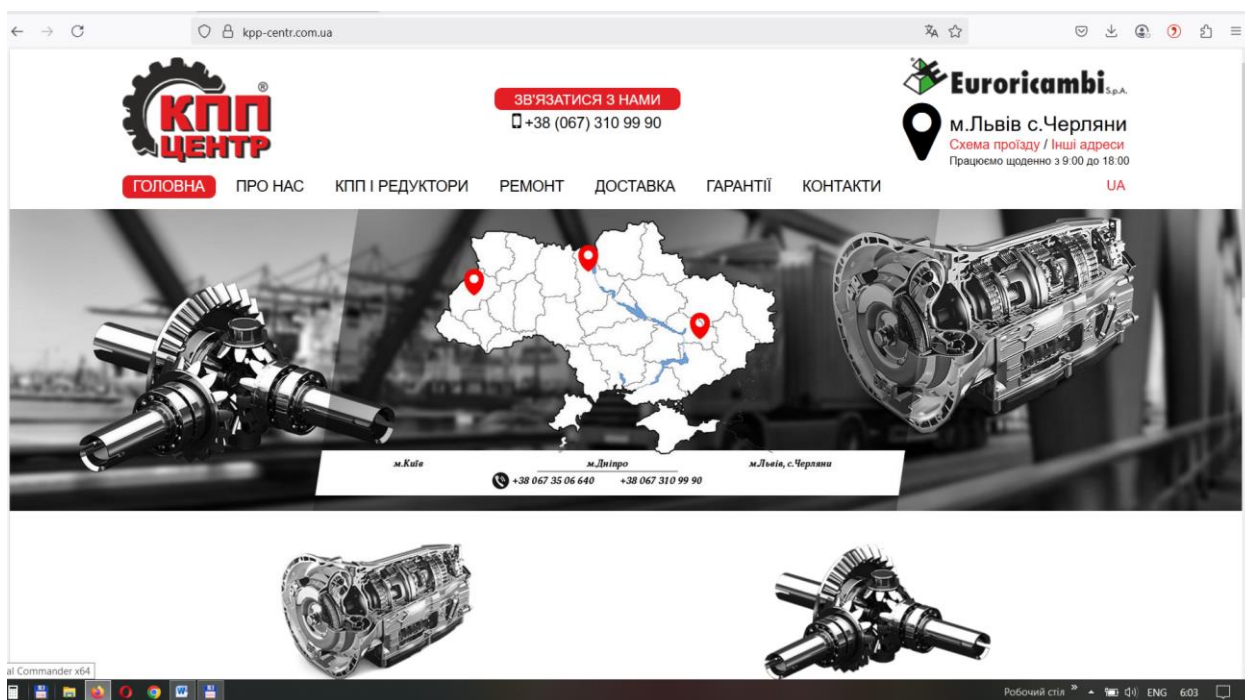 kpp-centr.com.ua
КПП
ЦЕНТР
®
ЗВ'ЯЗАТИСЯ З НАМИ
+38 (067) 310 99 90
Euroricambi S.p.A.
м.Львів с.Черляни
Схема проїзду / Інші адреси
Працюємо щоденно з 9:00 до 18:00
ГОЛОВНА ПРО НАС КПП І РЕДУКТОРИ РЕМОНТ ДОСТАВКА ГАРАНТІЇ КОНТАКТИ UA
м.Київ м.Дніпро м.Львів, с.Черляни
+38 067 35 06 640 +38 067 310 99 90
al Commander x64
Робочий стіл » ENG 6:03